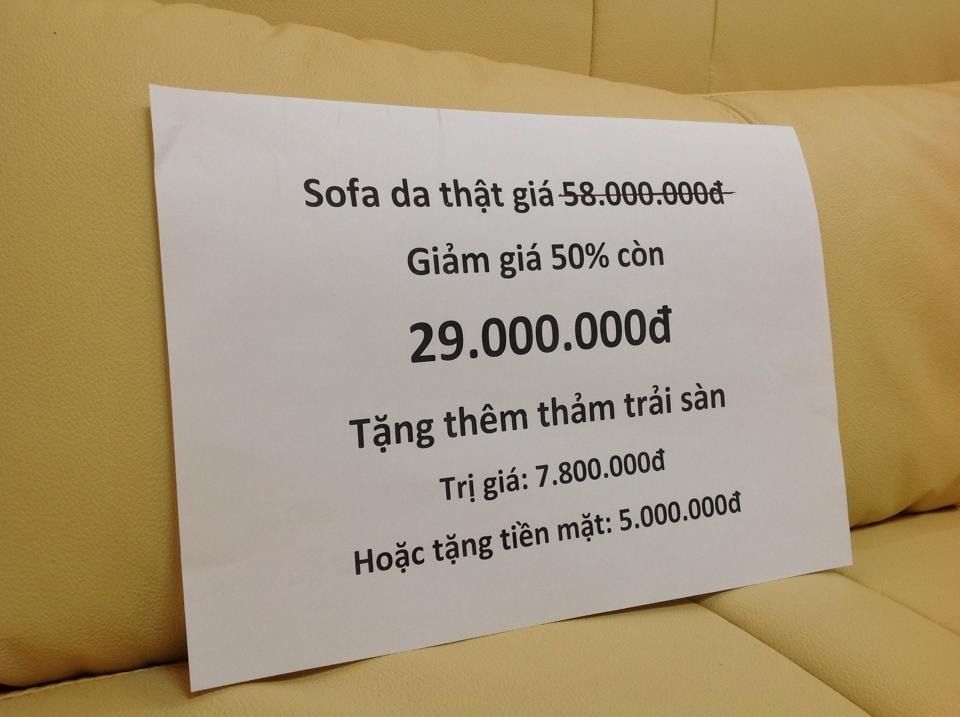 Sofa da thật giá 58.000.000đ
Giảm giá 50% còn
29.000.000đ
Tặng thêm thảm trải sàn
Trị giá: 7.800.000đ
Hoặc tặng tiền mặt: 5.000.000đ